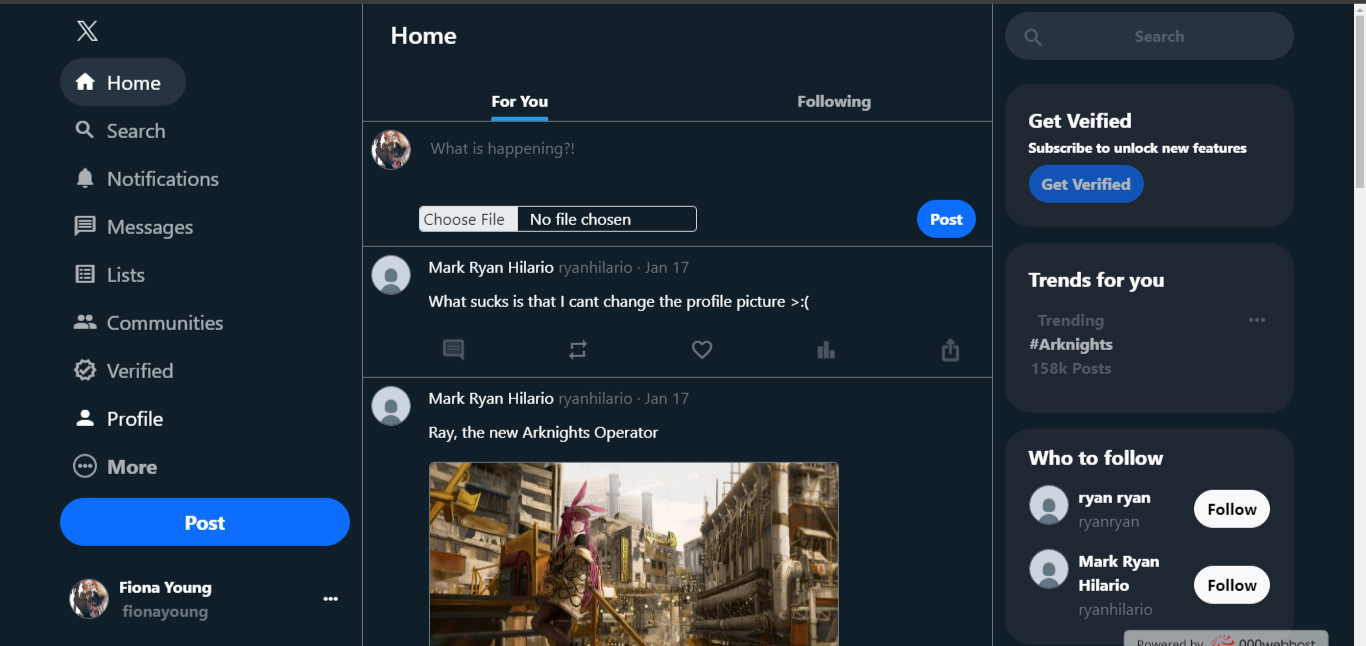 Home
Search
Notifications
Messages
Lists
Communities
Verified
Profile
More
Post
Fiona Young
fionayoung
Home
For You
Following
What is happening?!
Choose File No file chosen
Post
Mark Ryan Hilario ryanhilario · Jan 17
What sucks is that I cant change the profile picture >:(
Mark Ryan Hilario ryanhilario · Jan 17
Ray, the new Arknights Operator
Search
Get Veified
Subscribe to unlock new features
Get Verified
Trends for you
Trending
#Arknights
158k Posts
Who to follow
ryan ryan
ryanryan
Follow
Mark Ryan
Hilario
ryanhilario
Follow
Powered by 000webhost